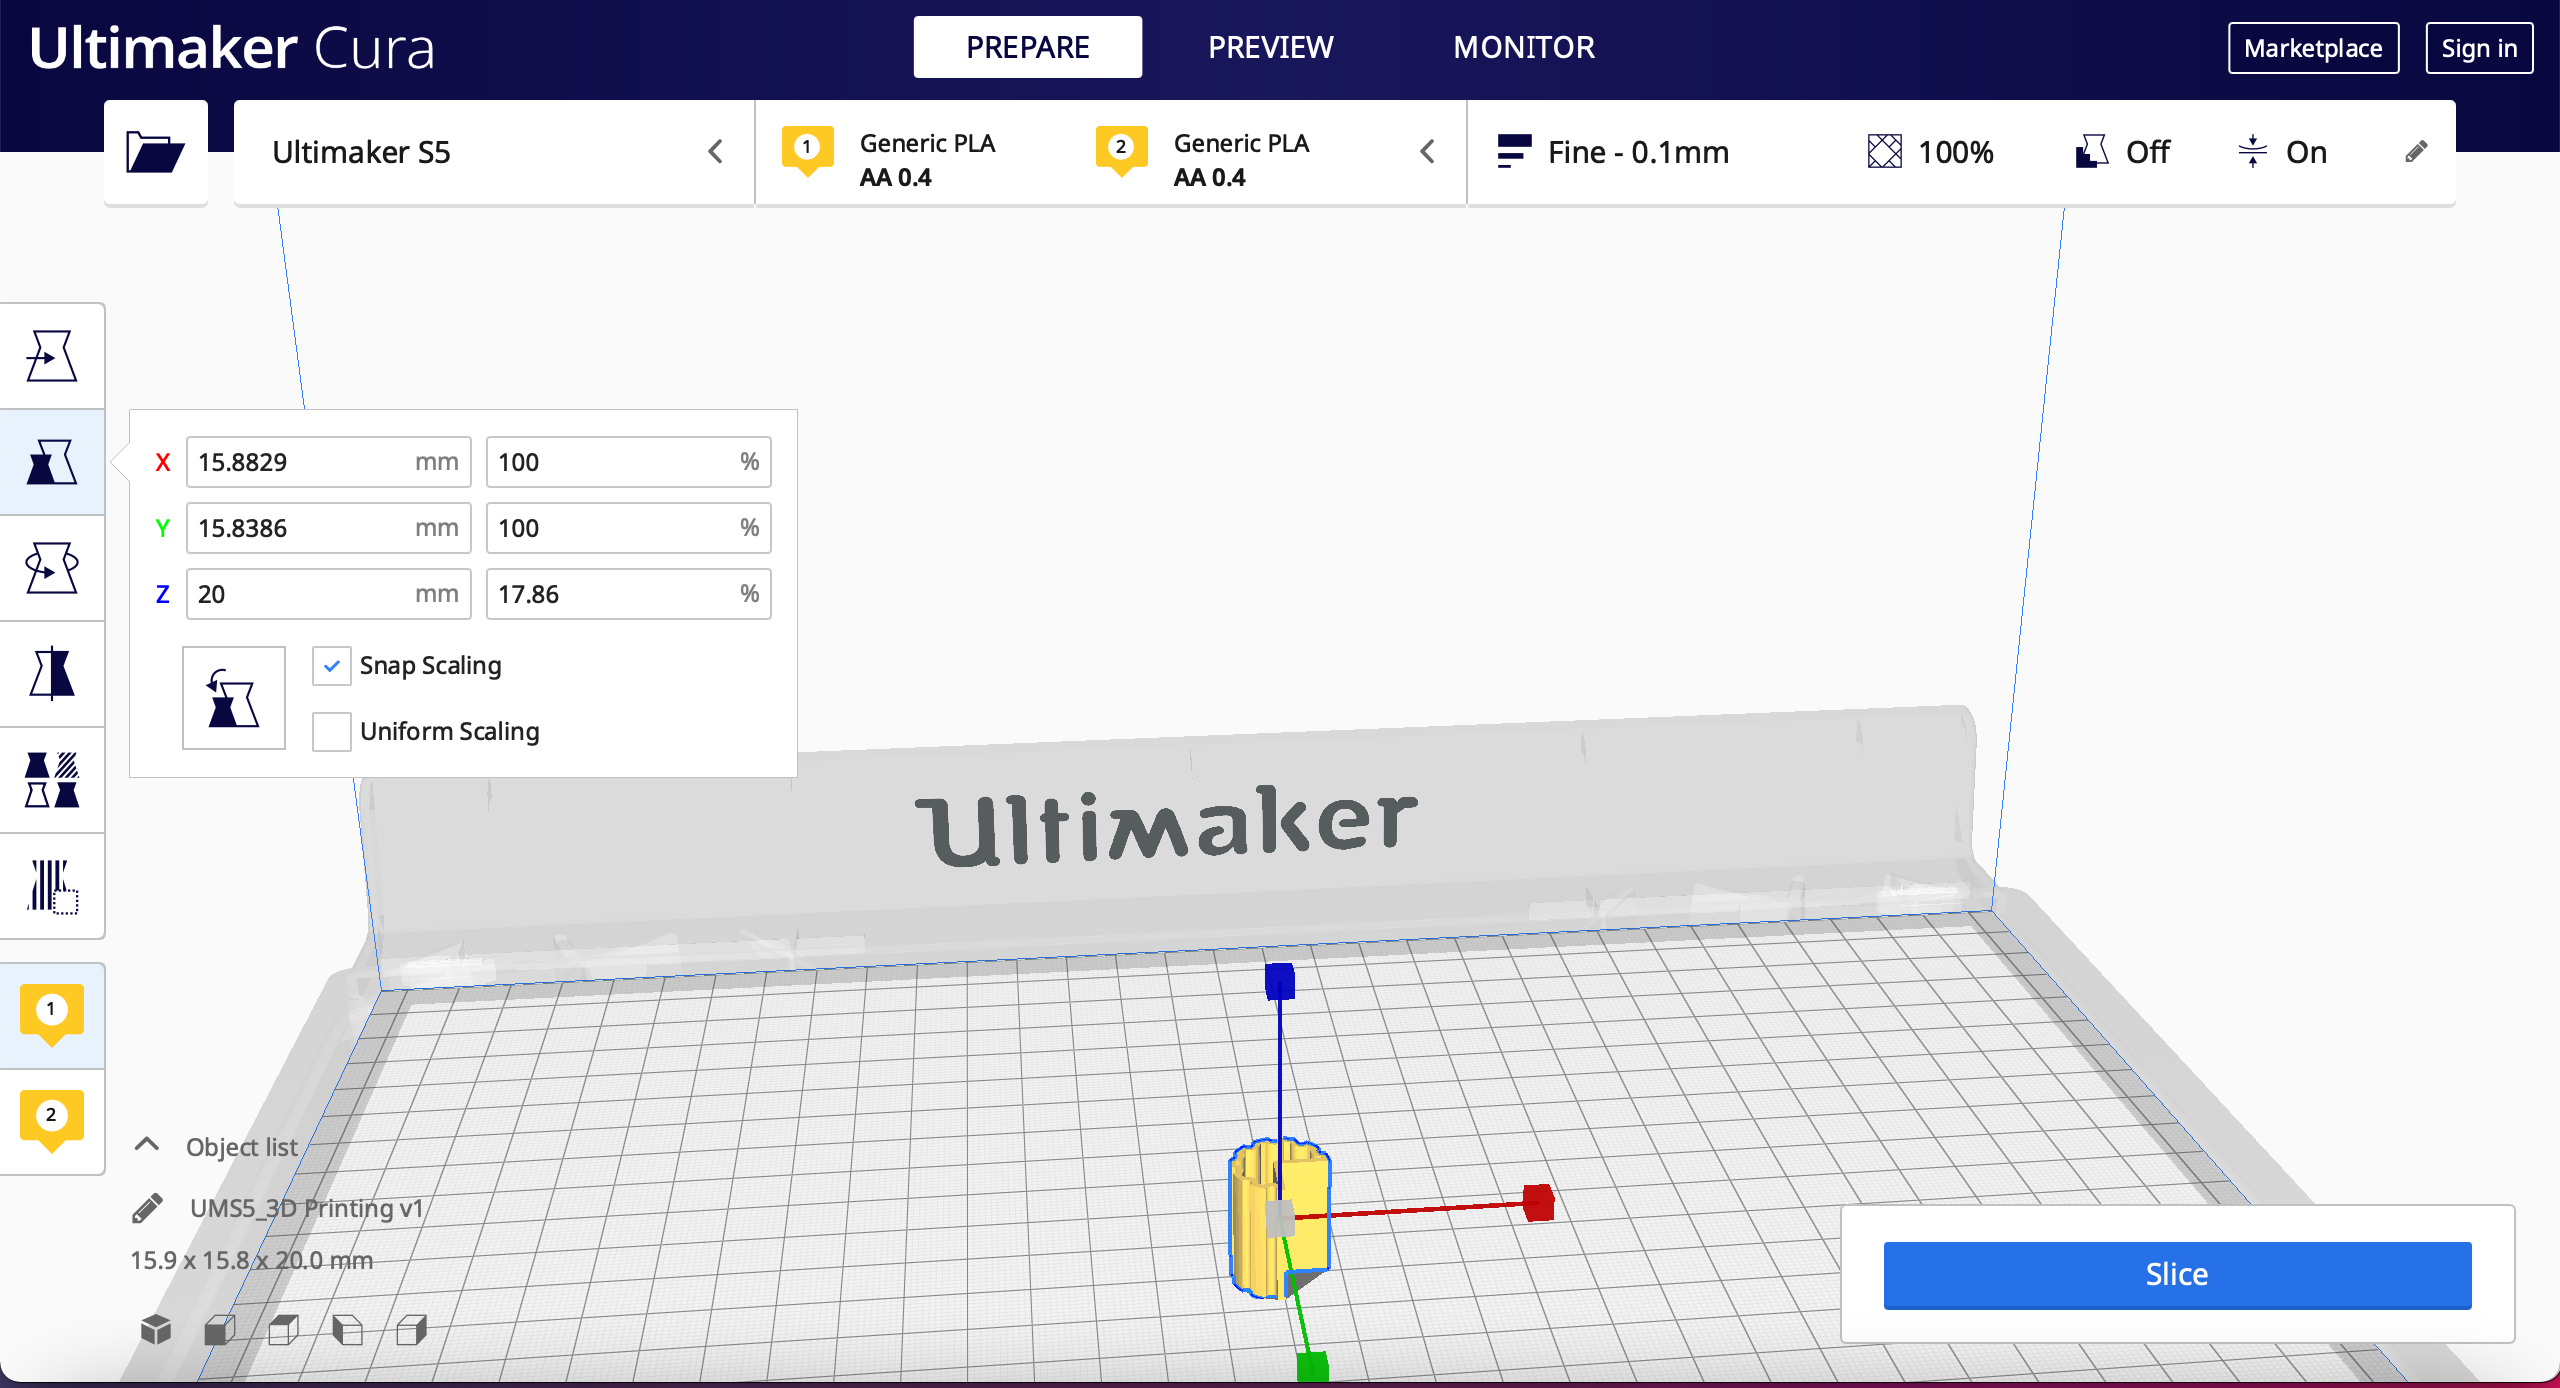 Ultimaker Cura
PREPARE
PREVIEW
MONITOR
Marketplace
Sign in
Ultimaker S5
1
Generic PLA
AA 0.4
2
Generic PLA
AA 0.4
Fine - 0.1mm
100%
Off
On
X 15.8829 mm 100 %
Y 15.8386 mm 100 %
Z 20 mm 17.86 %
Snap Scaling
Uniform Scaling
Ultimaker
1
2
Object list
UMS5_3D Printing v1
15.9 x 15.8 x 20.0 mm
Slice